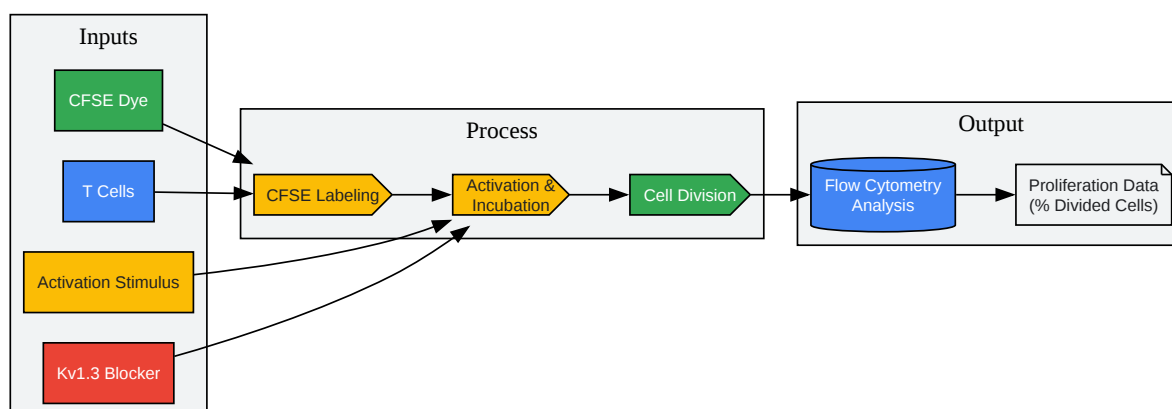 Inputs
CFSE Dye
T Cells
Activation Stimulus
Kv1.3 Blocker
Process
CFSE Labeling
Activation &
Incubation
Cell Division
Output
Flow Cytometry
Analysis
Proliferation Data
(% Divided Cells)